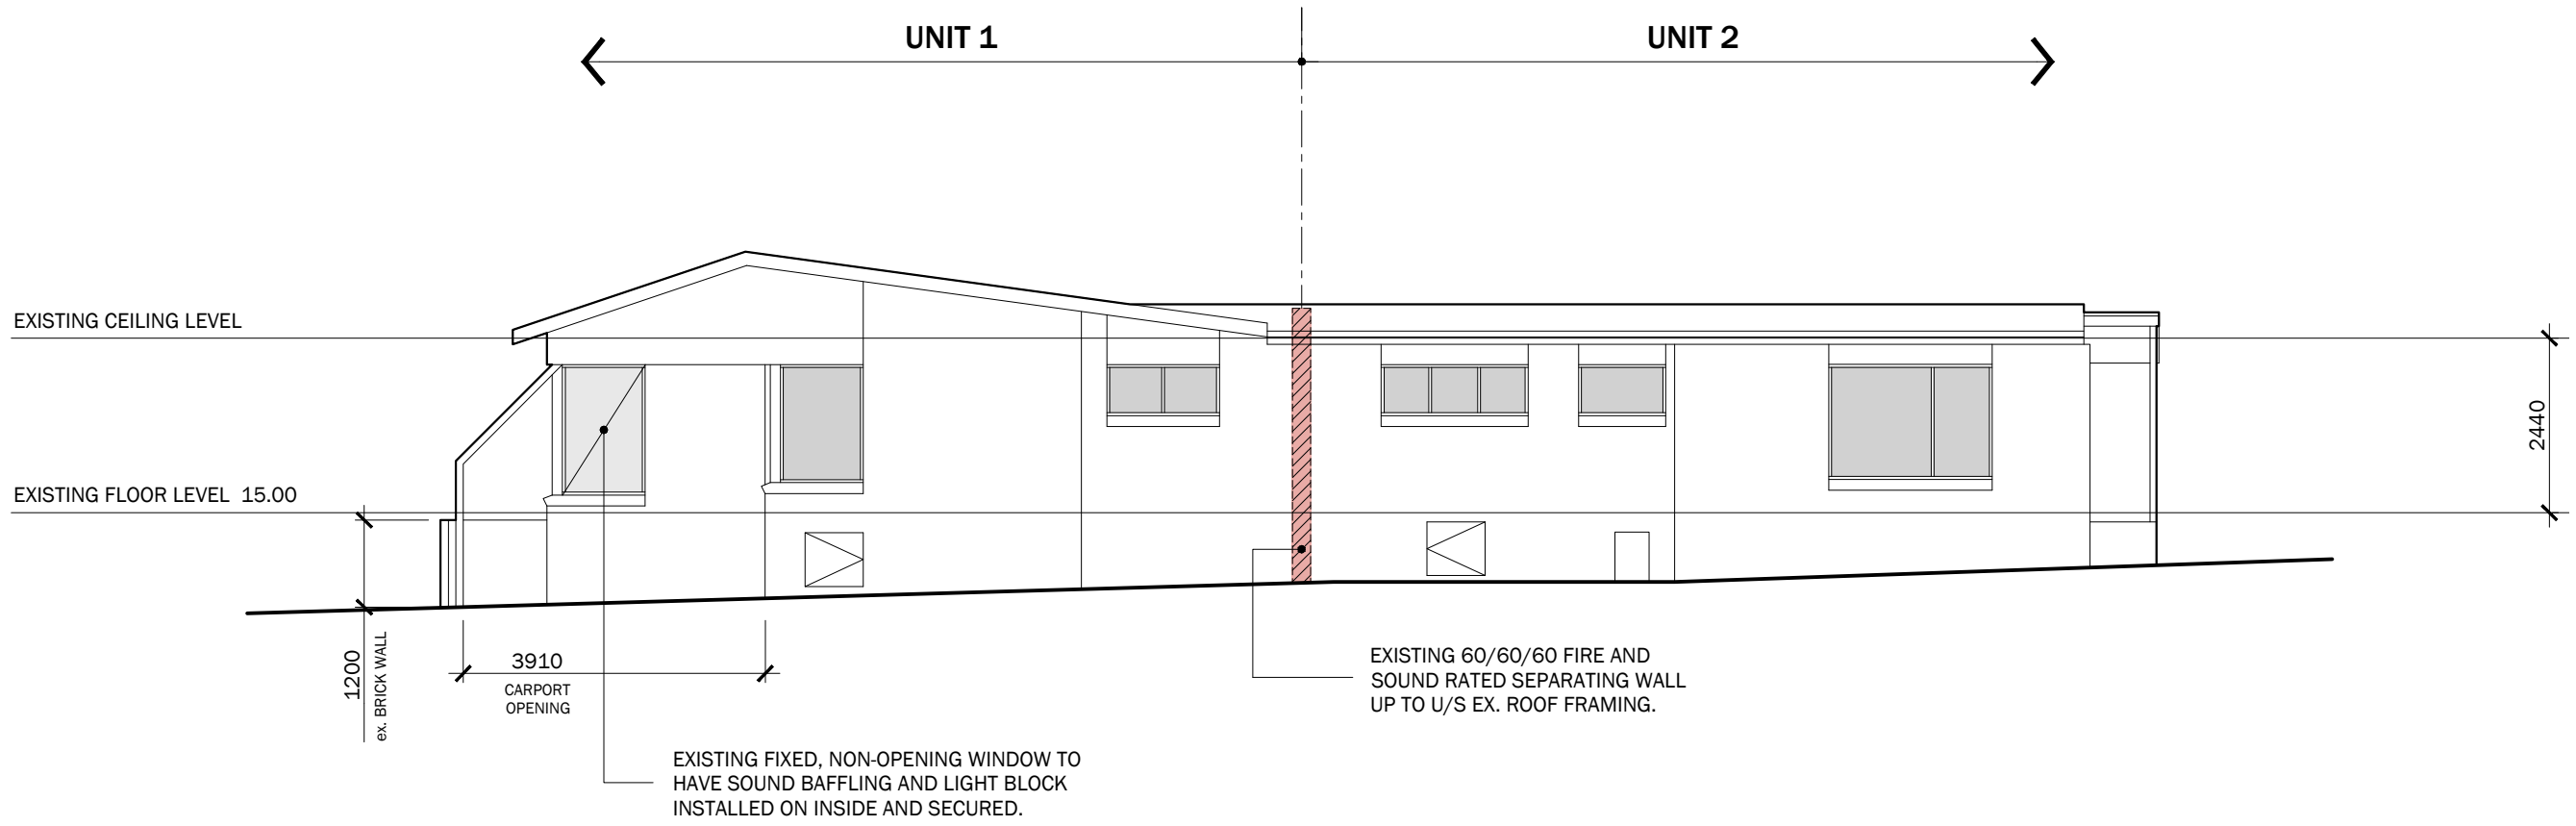 UNIT 1
UNIT 2
EXISTING CEILING LEVEL
2440
EXISTING FLOOR LEVEL 15.00
1200
ex. BRICK WALL
3910
CARPORT
OPENING
EXISTING 60/60/60 FIRE AND
SOUND RATED SEPARATING WALL
UP TO U/S EX. ROOF FRAMING.
EXISTING FIXED, NON-OPENING WINDOW TO
HAVE SOUND BAFFLING AND LIGHT BLOCK
INSTALLED ON INSIDE AND SECURED.